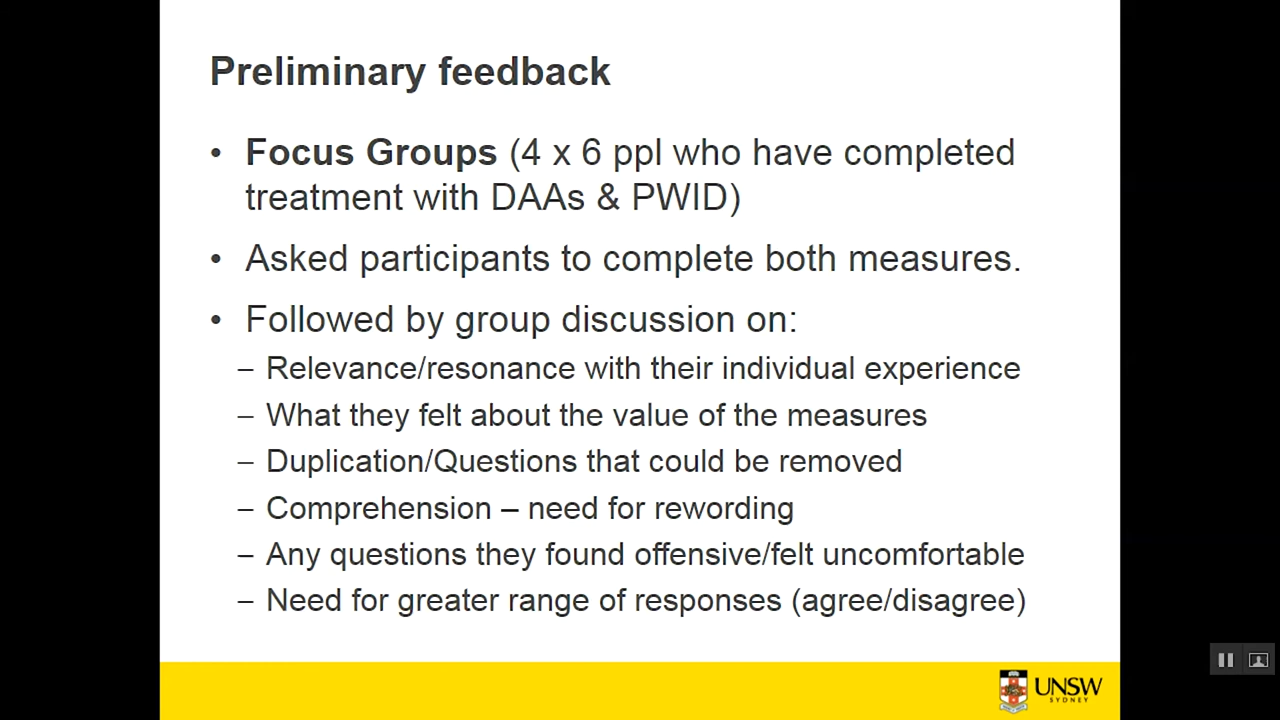 Preliminary feedback
• Focus Groups (4 x 6 ppl who have completed
treatment with DAAs & PWID)
• Asked participants to complete both measures.
• Followed by group discussion on:
– Relevance/resonance with their individual experience
– What they felt about the value of the measures
– Duplication/Questions that could be removed
– Comprehension – need for rewording
– Any questions they found offensive/felt uncomfortable
– Need for greater range of responses (agree/disagree)
UNSW
SYDNEY